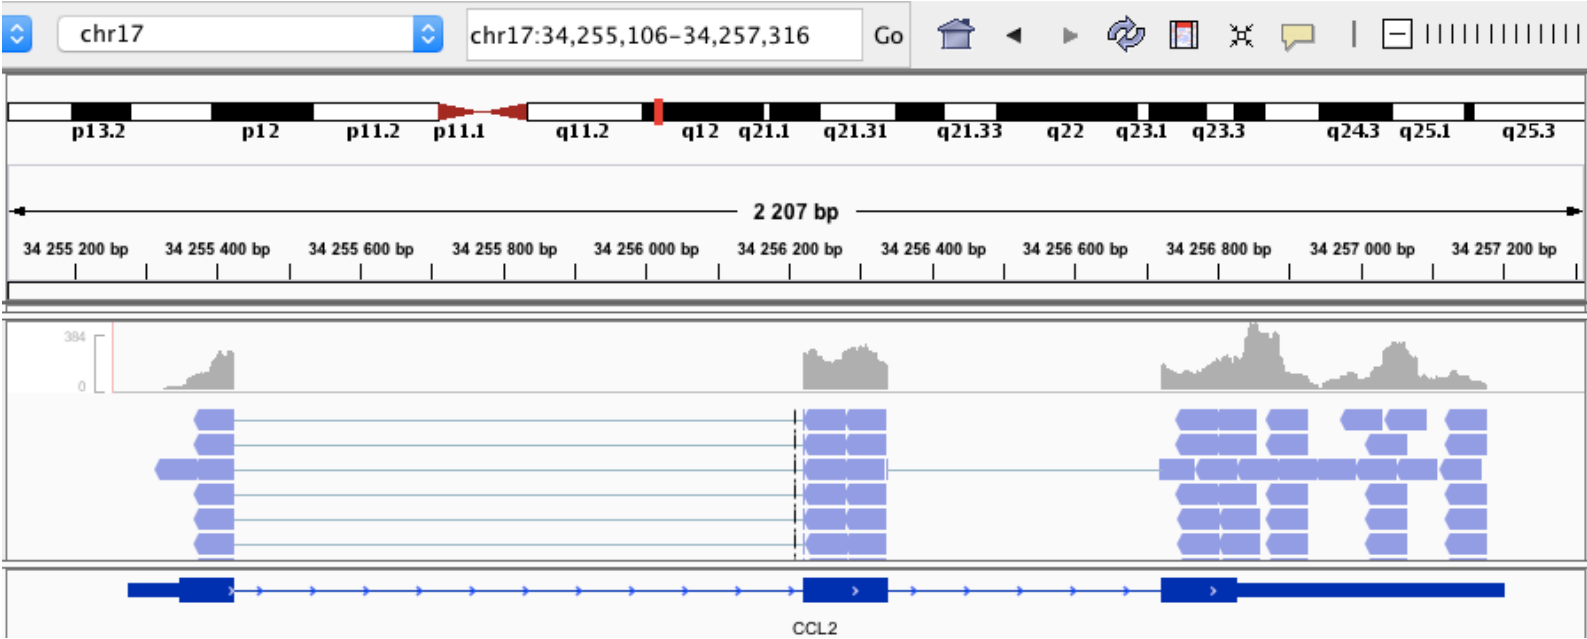 chr17 chr17:34,255,106-34,257,316 Go
p13.2 p12 p11.2 p11.1 q11.2 q12 q21.1 q21.31 q21.33 q22 q23.1 q23.3 q24.3 q25.1 q25.3
2 207 bp
34 255 200 bp 34 255 400 bp 34 255 600 bp 34 255 800 bp 34 256 000 bp 34 256 200 bp 34 256 400 bp 34 256 600 bp 34 256 800 bp 34 257 000 bp 34 257 200 bp
384
0
CCL2